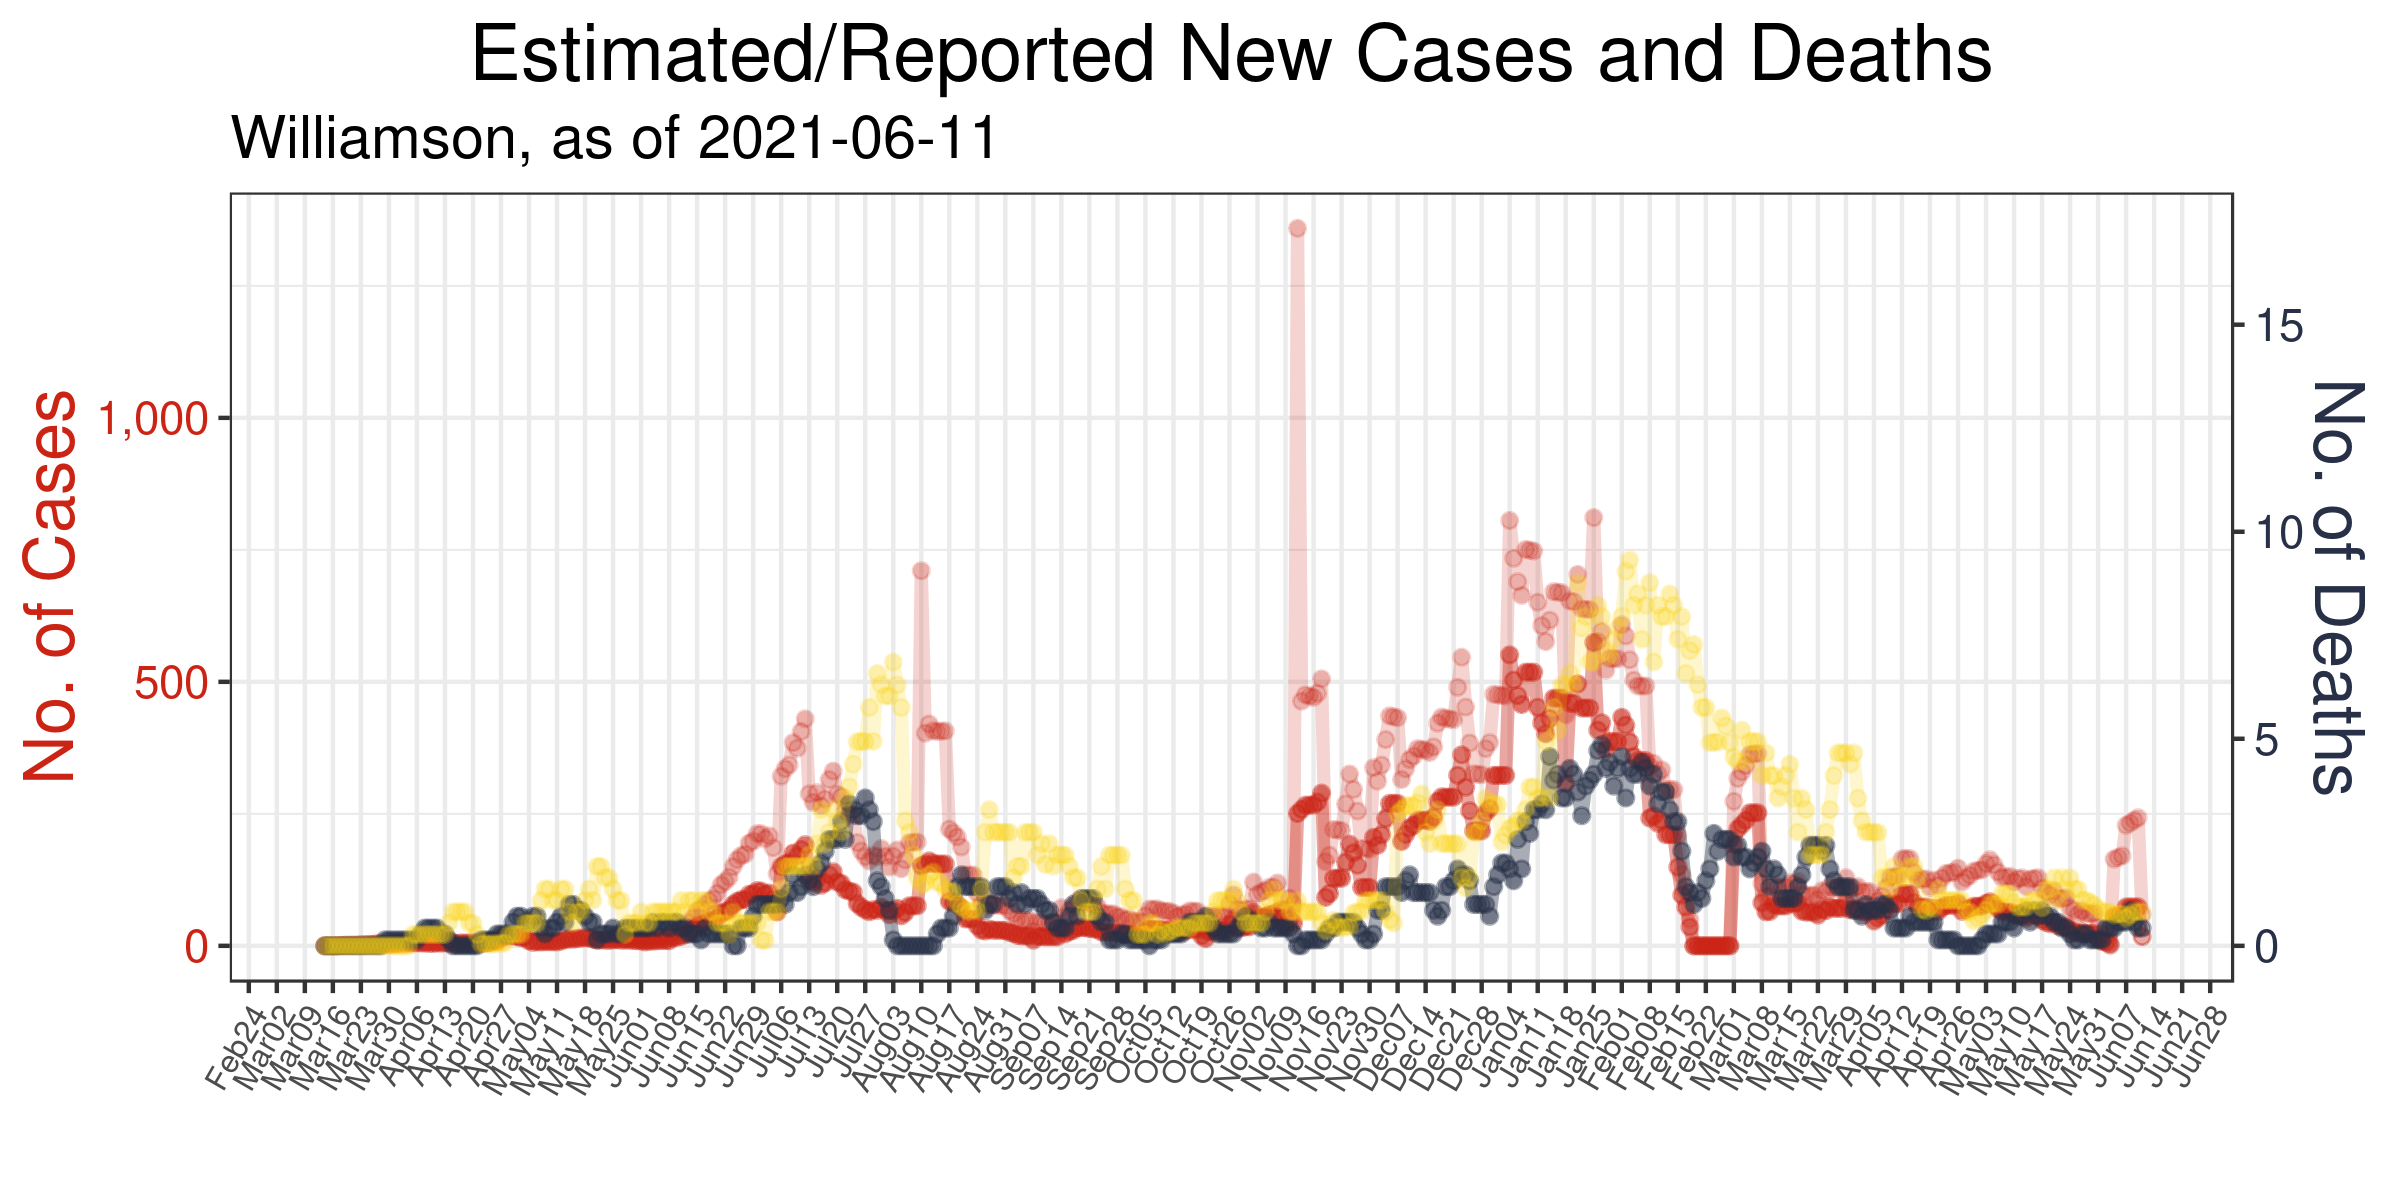 Estimated/Reported New Cases and Deaths
Williamson, as of 2021-06-11
No. of Cases
1,000
500
0
15
10
5
0
No. of Deaths
Feb24
Mar02
Mar09
Mar16
Mar23
Mar30
Apr06
Apr13
Apr20
Apr27
May04
May11
May18
May25
Jun01
Jun08
Jun15
Jun22
Jun29
Jul06
Jul13
Jul20
Jul27
Aug03
Aug10
Aug17
Aug24
Aug31
Sep07
Sep14
Sep21
Sep28
Oct05
Oct12
Oct19
Oct26
Nov02
Nov09
Nov16
Nov23
Nov30
Dec07
Dec14
Dec21
Dec28
Jan04
Jan11
Jan18
Jan25
Feb01
Feb08
Feb15
Feb22
Mar01
Mar08
Mar15
Mar22
Mar29
Apr05
Apr12
Apr19
Apr26
May03
May10
May17
May24
May31
Jun07
Jun14
Jun21
Jun28